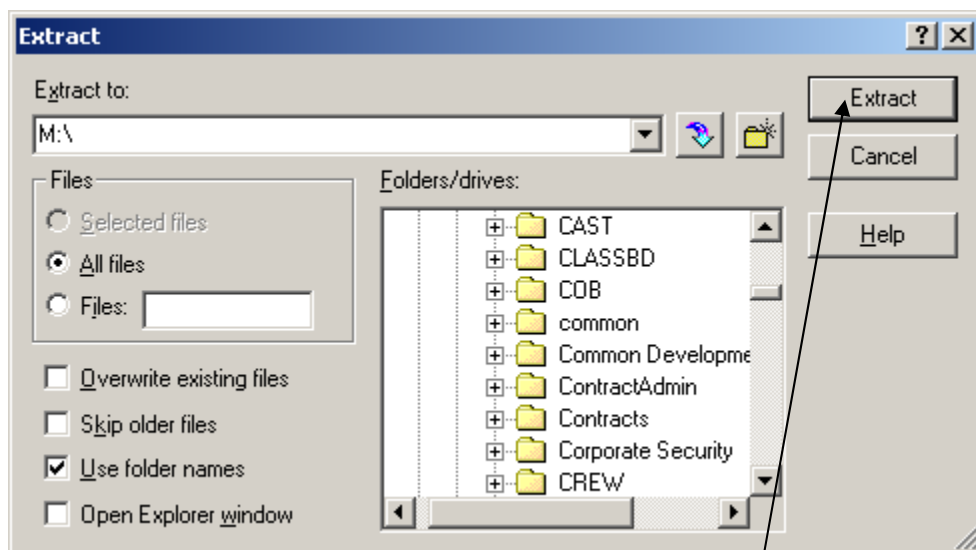 Extract
Extract to:
Extract
M:\
Cancel
Files
Folders/drives:
Selected files
CAST
Help
All files
CLASSBD
COB
Files:
common
Common Developme
Overwrite existing files
ContractAdmin
Skip older files
Contracts
Use folder names
Corporate Security
Open Explorer window
CREW